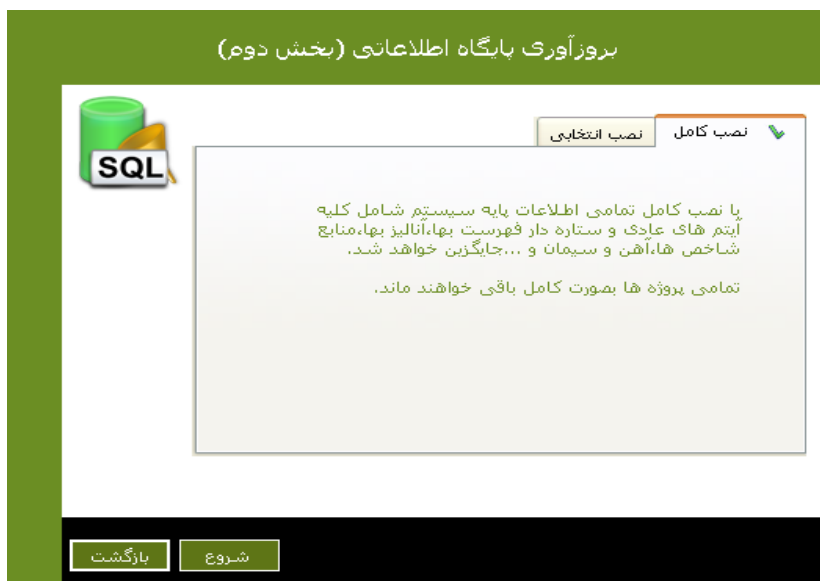 بروزآوری پایگاه اطلاعاتی (بخش دوم)
SQL
نصب کامل
نصب انتخابی
با نصب کامل تمامی اطلاعات پایه سیستم شامل کلیه
آیتم های عادی و ستاره دار فهرست بها،آنالیز بها،منابع
شاخص ها،آهن و سیمان و ...جایگزین خواهد شد.
تمامی پروژه ها بصورت کامل باقی خواهند ماند.
شروع
بازگشت